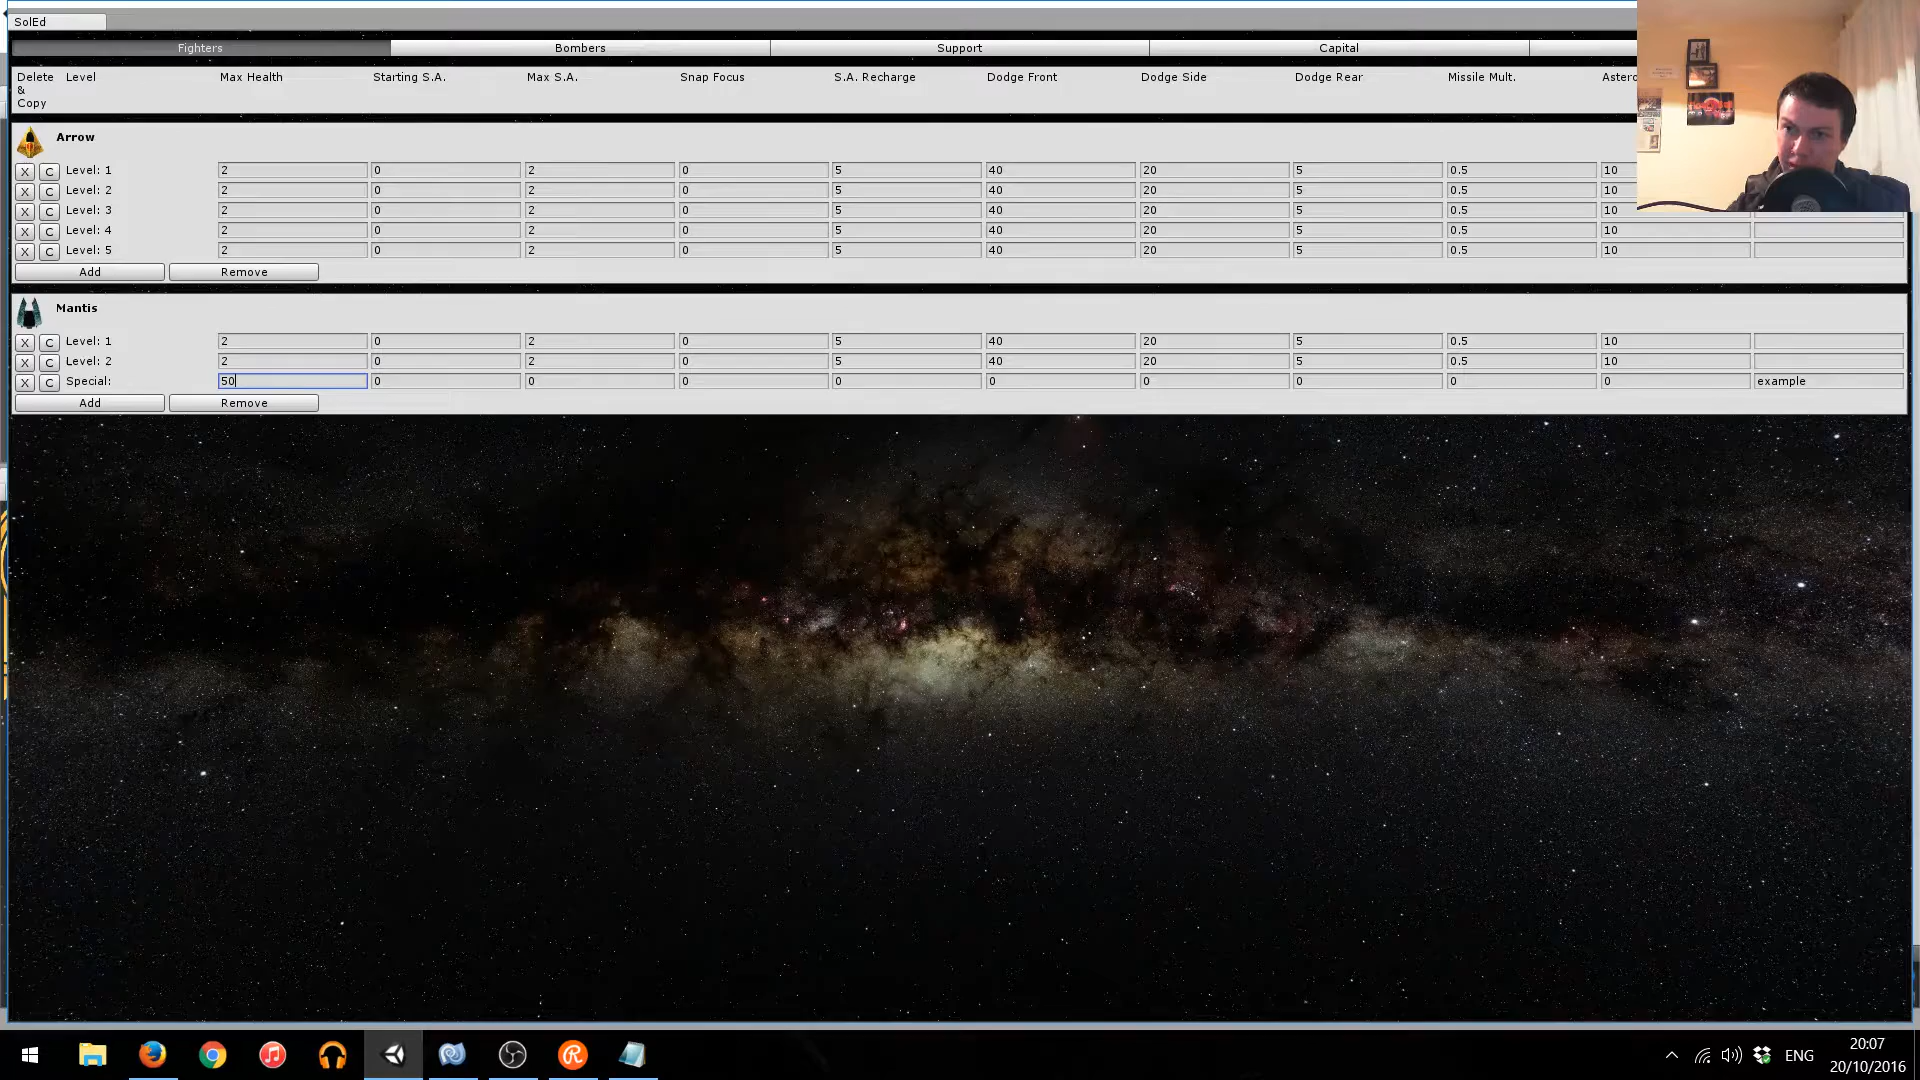 SolEd
Fighters Bombers Support Capital
Delete & Copy Level Max Health Starting S.A. Max S.A. Snap Focus S.A. Recharge Dodge Front Dodge Side Dodge Rear Missile Mult. Astero
Arrow
X C Level: 1 2 0 2 0 5 40 20 5 0.5 10
X C Level: 2 2 0 2 0 5 40 20 5 0.5 10
X C Level: 3 2 0 2 0 5 40 20 5 0.5 10
X C Level: 4 2 0 2 0 5 40 20 5 0.5 10
X C Level: 5 2 0 2 0 5 40 20 5 0.5 10
Add Remove
Mantis
X C Level: 1 2 0 2 0 5 40 20 5 0.5 10
X C Level: 2 2 0 2 0 5 40 20 5 0.5 10
X C Special: 50 0 0 0 0 0 0 0 0 0 example
Add Remove
ENG
20:07
20/10/2016